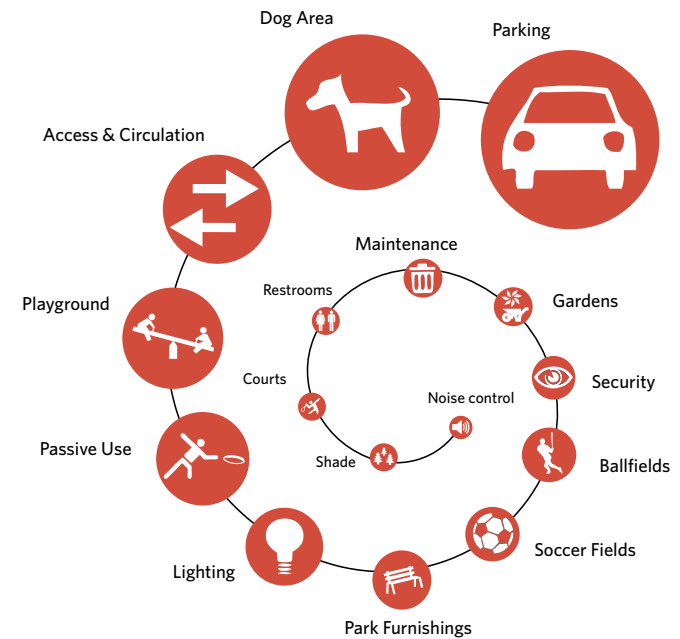 Dog Area
Parking
Access & Circulation
Maintenance
Restrooms
Gardens
Playground
Courts
Security
Noise control
Passive Use
Shade
Ballfields
Soccer Fields
Lighting
Park Furnishings